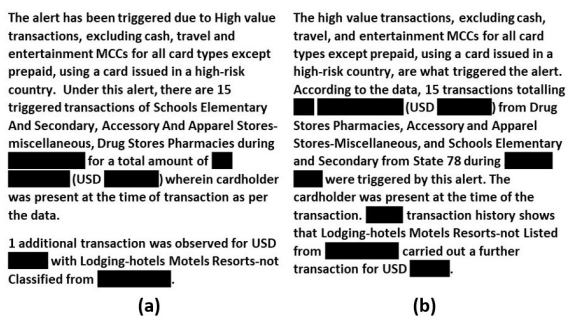 The alert has been triggered due to High value
transactions, excluding cash, travel and
entertainment MCCs for all card types except
prepaid, using a card issued in a high-risk
country. Under this alert, there are 15
triggered transactions of Schools Elementary
And Secondary, Accessory And Apparel Stores-
miscellaneous, Drug Stores Pharmacies during
for a total amount of
(USD ) wherein cardholder
was present at the time of transaction as per
the data.
1 additional transaction was observed for USD
with Lodging-hotels Motels Resorts-not
Classified from .
(a)
The high value transactions, excluding cash,
travel, and entertainment MCCs for all card
types except prepaid, using a card issued in a
high-risk country, are what triggered the alert.
According to the data, 15 transactions totalling
(USD ) from Drug
Stores Pharmacies, Accessory and Apparel
Stores-Miscellaneous, and Schools Elementary
and Secondary from State 78 during
were triggered by this alert. The
cardholder was present at the time of the
transaction. transaction history shows
that Lodging-hotels Motels Resorts-not Listed
from carried out a further
transaction for USD .
(b)